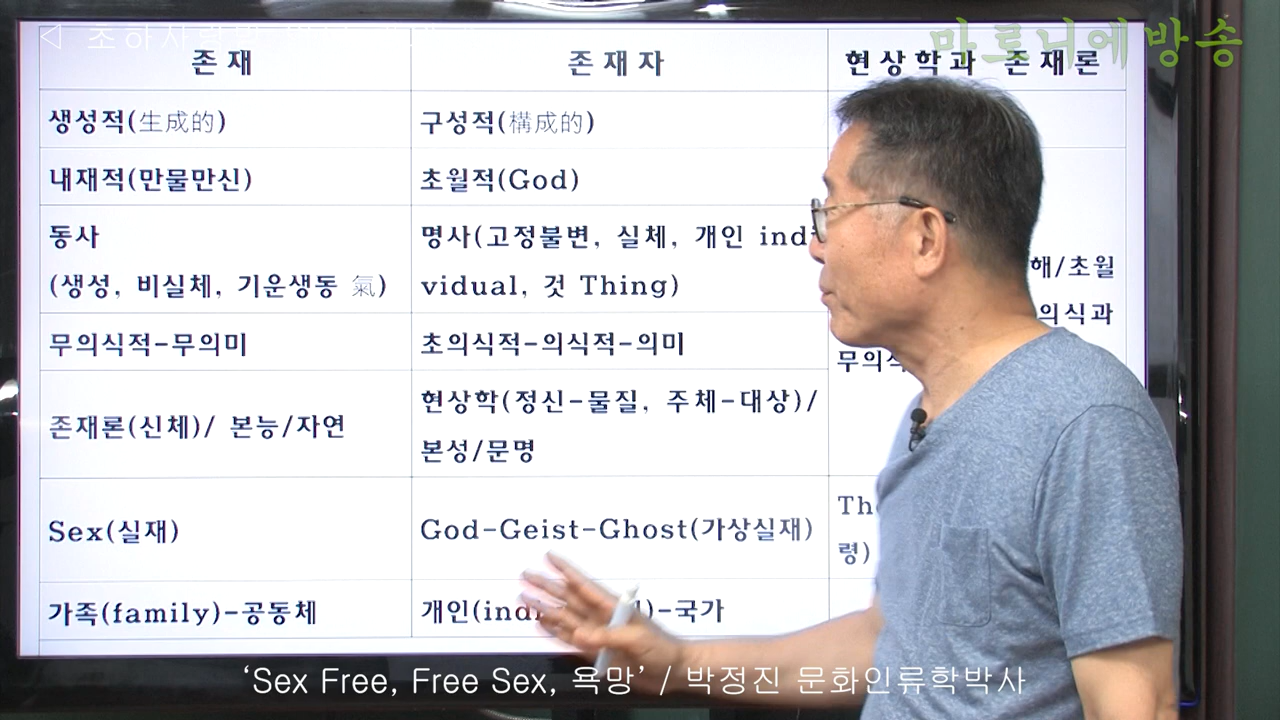 마로니에방송
존재 존재자 현상학과 존재론
생성적(生成的) 구성적(構成的)
내재적(만물만신) 초월적(God)
동사 명사(고정불변, 실체, 개인 indi
(생성, 비실체, 기운생동 氣) vidual, 것 Thing)
해/초월
의식과
무의식-무의미 초의식적-의식적-의미
존재론(신체)/ 본능/자연
현상학(정신-물질, 주체-대상)/
본성/문명
Sex(실재) God-Geist-Ghost(가상실재)
령)
가족(family)-공동체 개인( )-국가
‘Sex Free, Free Sex, 욕망’ / 박정진 문화인류학박사